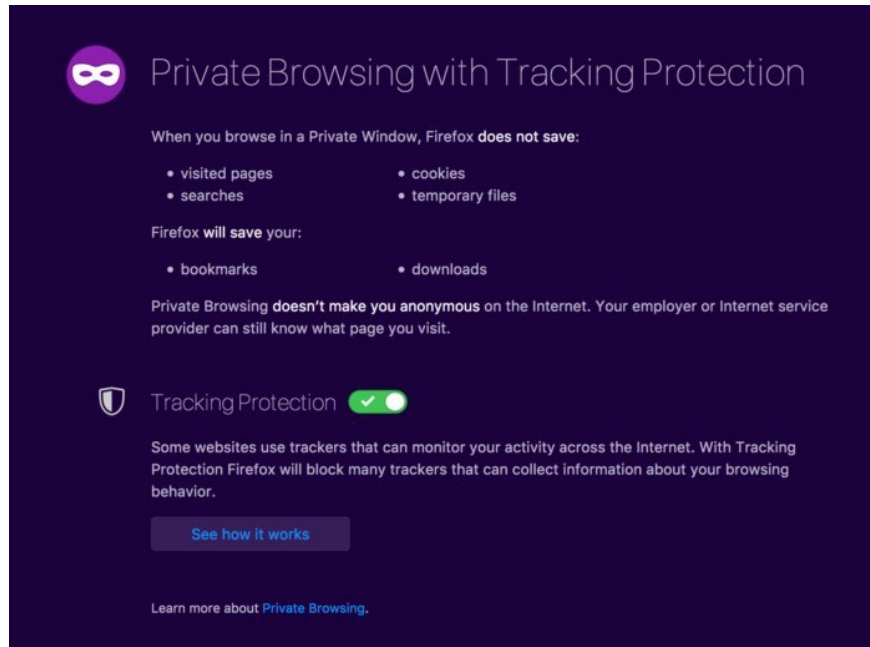 Private Browsing with Tracking Protection
When you browse in a Private Window, Firefox does not save:
• visited pages
• cookies
• searches
• temporary files
Firefox will save your:
• bookmarks
• downloads
Private Browsing doesn’t make you anonymous on the Internet. Your employer or Internet service
provider can still know what page you visit.
Tracking Protection
Some websites use trackers that can monitor your activity across the Internet. With Tracking
Protection Firefox will block many trackers that can collect information about your browsing
behavior.
See how it works
Learn more about Private Browsing.